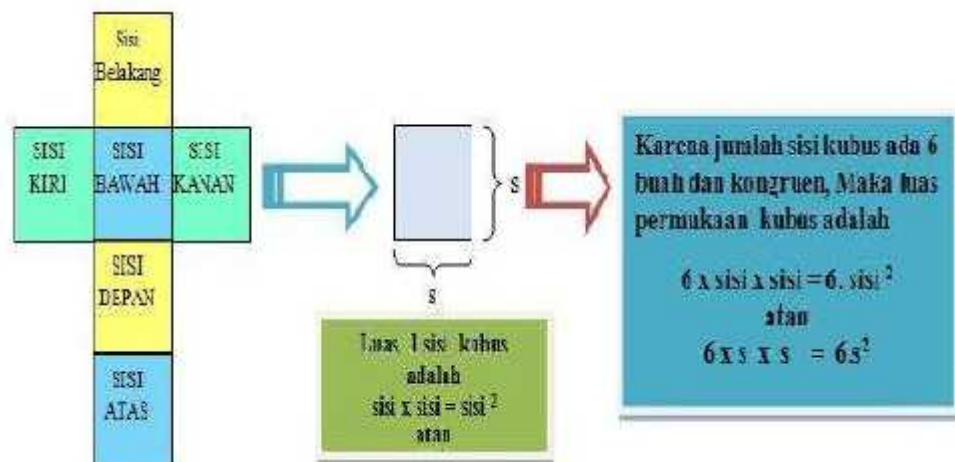 Sisi
Belakang
SISI
KIRI
SISI
BAWAH
SISI
KANAN
SISI
DEPAN
SISI
ATAS
s
s
Luas 1 sisi kubus
adalah
sisi x sisi = sisi ²
atau
Karena jumlah sisi kubus ada 6
buah dan kongruen, Maka luas
permukaan kubus adalah
6 x sisi x sisi = 6. sisi ²
atau
6 x s x s = 6s²